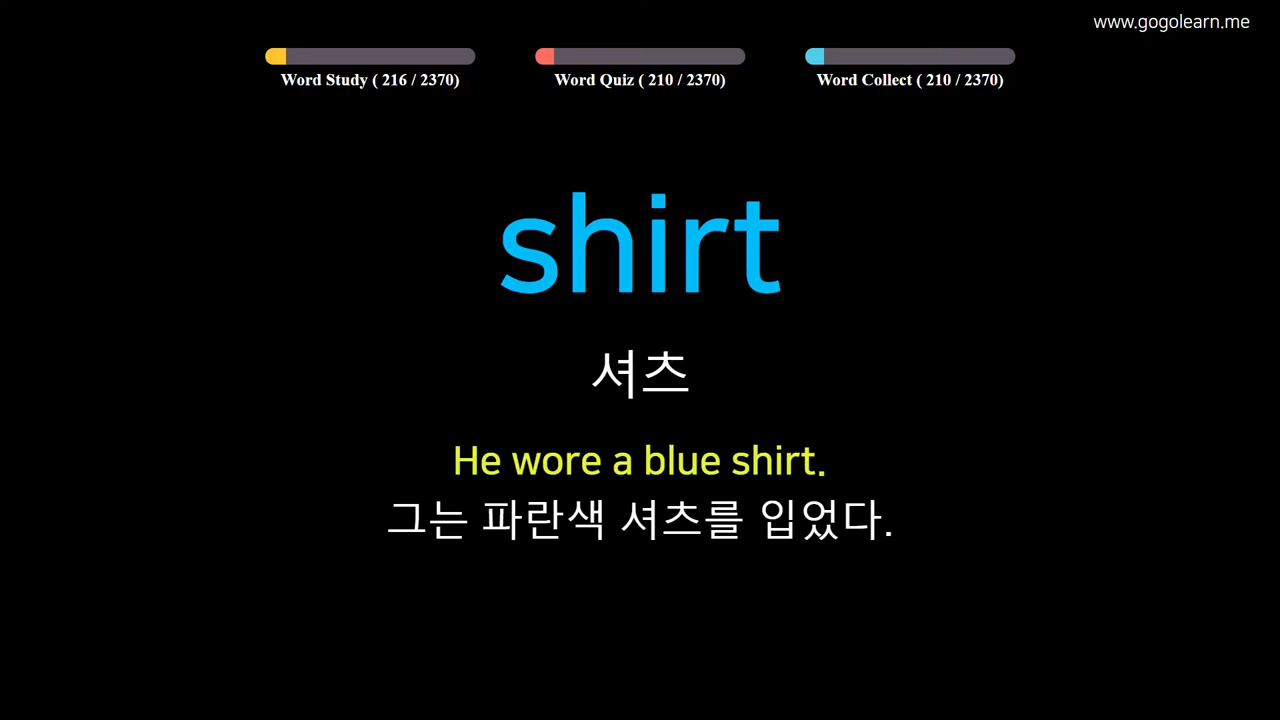 www.gogolearn.me
Word Study ( 216 / 2370)
Word Quiz ( 210 / 2370)
Word Collect ( 210 / 2370)
shirt
셔츠
He wore a blue shirt.
그는 파란색 셔츠를 입었다.